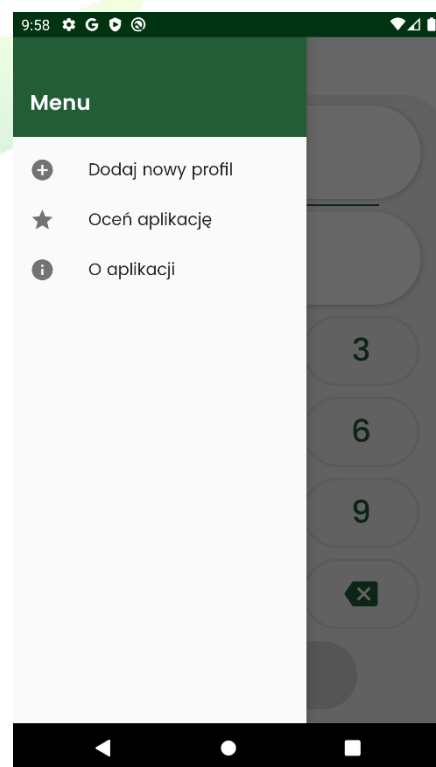 9:58
Menu
Dodaj nowy profil
Oceń aplikację
O aplikacji
3
6
9